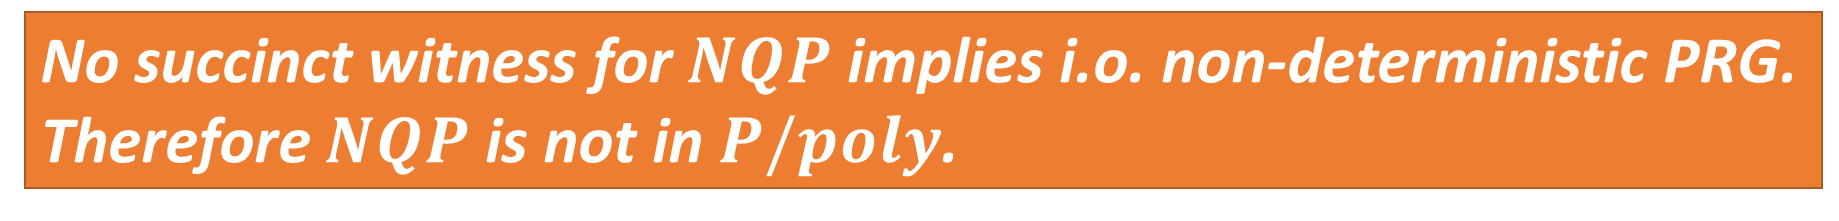 No succinct witness for NQP implies i.o. non-deterministic PRG.
Therefore NQP is not in P/poly.